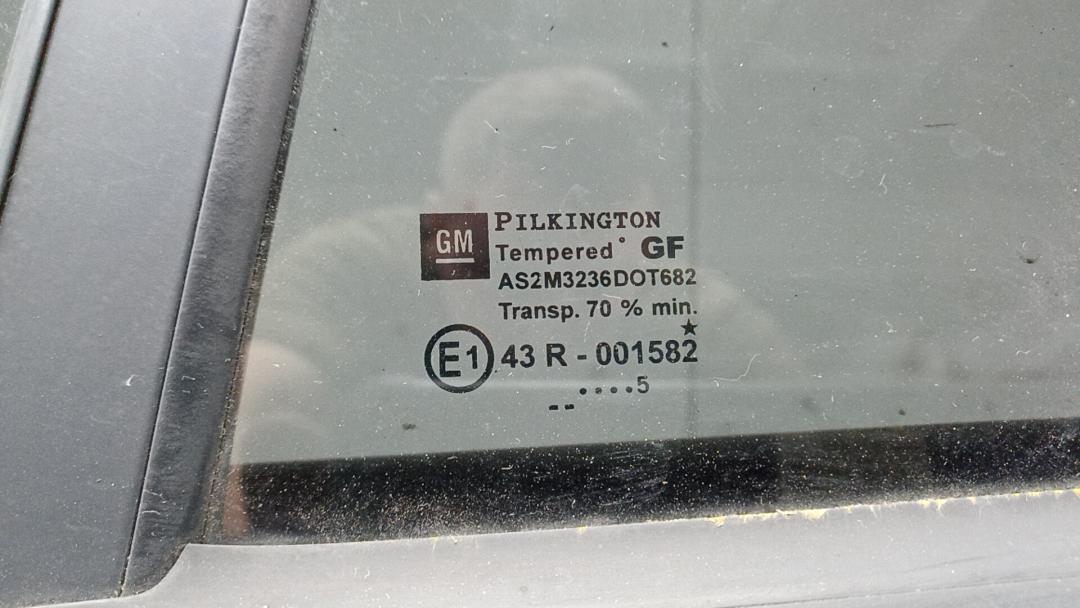 GM
PILKINGTON
Tempered° GF
AS2M3236DOT682
Transp. 70 % min.
E1 43 R - 001582
....5
--